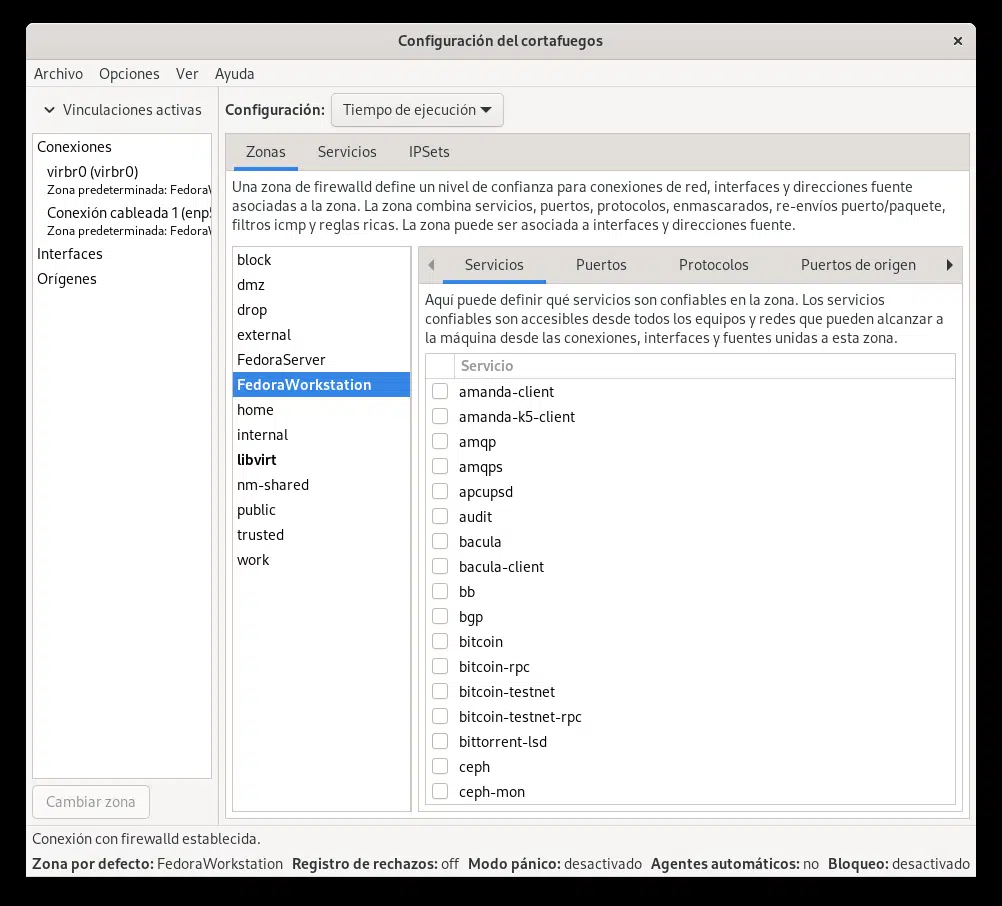 Configuración del cortafuegos
Archivo Opciones Ver Ayuda
Vinculaciones activas
Conexiones
virbr0 (virbr0)
Zona predeterminada: FedoraW
Conexión cableada 1 (enp5
Zona predeterminada: FedoraW
Interfaces
Orígenes
Cambiar zona
Configuración: Tiempo de ejecución
Zonas Servicios IPSets
Una zona de firewalld define un nivel de confianza para conexiones de red, interfaces y direcciones fuente
asociadas a la zona. La zona combina servicios, puertos, protocolos, enmascarados, re-envíos puerto/paquete,
filtros icmp y reglas ricas. La zona puede ser asociada a interfaces y direcciones fuente.
block
dmz
drop
external
FedoraServer
FedoraWorkstation
home
internal
libvirt
nm-shared
public
trusted
work
Servicios Puertos Protocolos Puertos de origen
Aquí puede definir qué servicios son confiables en la zona. Los servicios
confiables son accesibles desde todos los equipos y redes que pueden alcanzar a
la máquina desde las conexiones, interfaces y fuentes unidas a esta zona.
Servicio
amanda-client
amanda-k5-client
amqp
amqps
apcupsd
audit
bacula
bacula-client
bb
bgp
bitcoin
bitcoin-rpc
bitcoin-testnet
bitcoin-testnet-rpc
bittorrent-lsd
ceph
ceph-mon
Conexión con firewalld establecida.
Zona por defecto: FedoraWorkstation Registro de rechazos: off Modo pánico: desactivado Agentes automáticos: no Bloqueo: desactivado